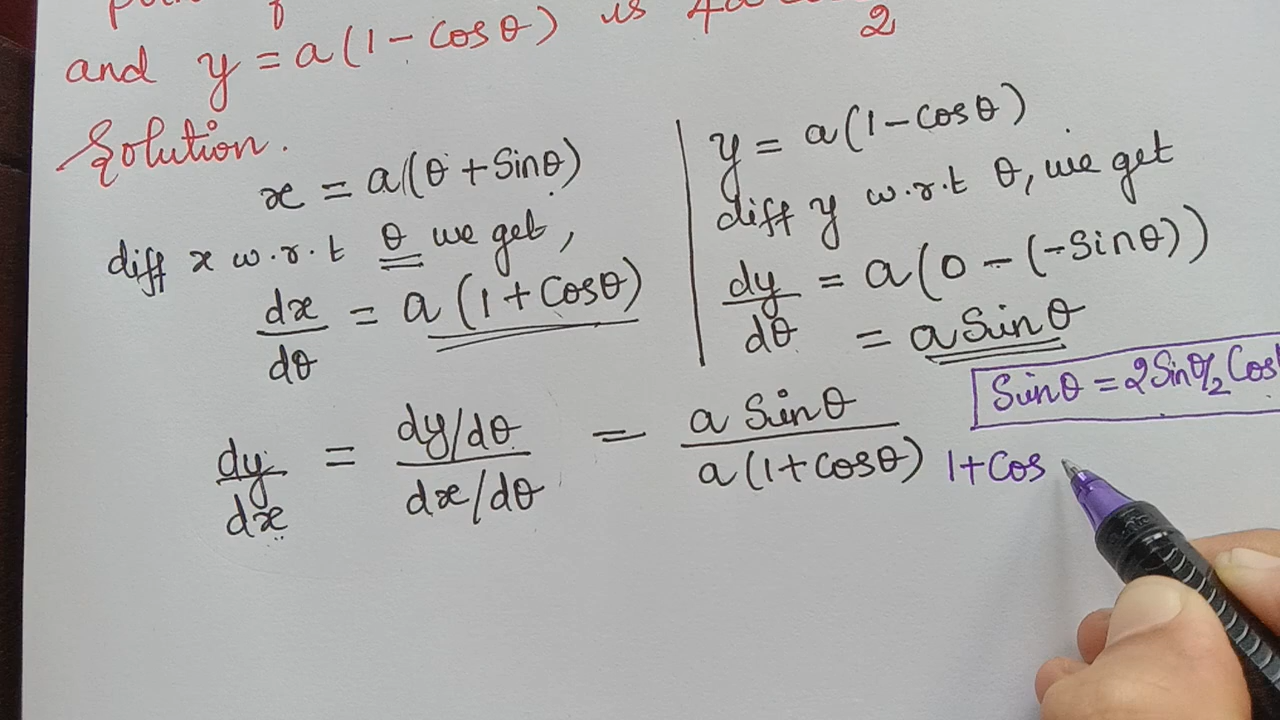 and y = a(1 - cosθ) is
2
Solution.
x = a(θ + sinθ)
diff x w.r.t θ we get,
dx/dθ = a (1 + cosθ)
y = a(1 - cosθ)
diff y w.r.t θ, we get
dy/dθ = a(0 - (-sinθ))
= a sinθ
sinθ = 2 sin θ/2 cos
dy/dx = (dy/dθ)/(dx/dθ) = a sinθ / a(1+cosθ)
1+cos